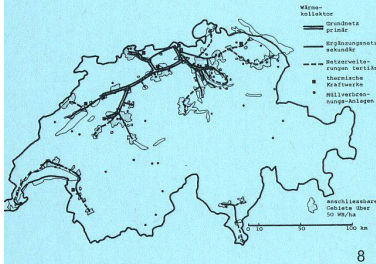 Wärme-
kollektor
Grundnetz
primär
Ergänzungsnetz
sekundär
Netzerweite-
rungen tertiär
thermische
Kraftwerke
Müllverbren-
nungs-Anlagen
anschliessbare
Gebiete über
50 MW/ha
0 10 50 100 km
8